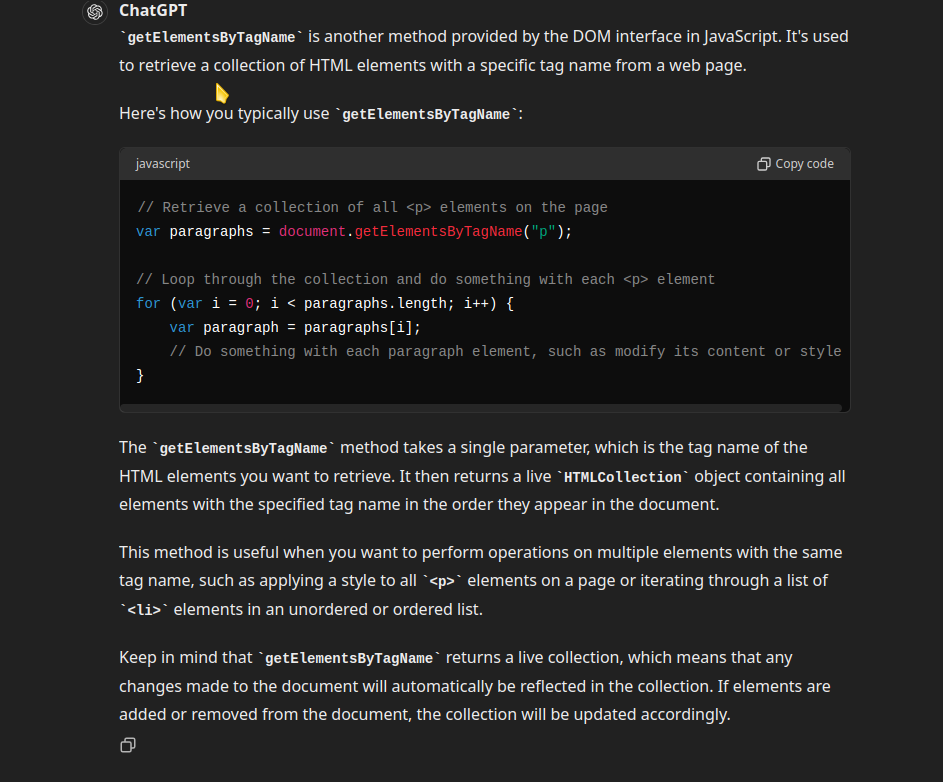 ChatGPT
`getElementsByTagName` is another method provided by the DOM interface in JavaScript. It's used
to retrieve a collection of HTML elements with a specific tag name from a web page.
Here's how you typically use `getElementsByTagName`:
javascript
Copy code
// Retrieve a collection of all <p> elements on the page
var paragraphs = document.getElementsByTagName("p");
// Loop through the collection and do something with each <p> element
for (var i = 0; i < paragraphs.length; i++) {
    var paragraph = paragraphs[i];
    // Do something with each paragraph element, such as modify its content or style
}
The `getElementsByTagName` method takes a single parameter, which is the tag name of the
HTML elements you want to retrieve. It then returns a live `HTMLCollection` object containing all
elements with the specified tag name in the order they appear in the document.
This method is useful when you want to perform operations on multiple elements with the same
tag name, such as applying a style to all `<p>` elements on a page or iterating through a list of
`<li>` elements in an unordered or ordered list.
Keep in mind that `getElementsByTagName` returns a live collection, which means that any
changes made to the document will automatically be reflected in the collection. If elements are
added or removed from the document, the collection will be updated accordingly.